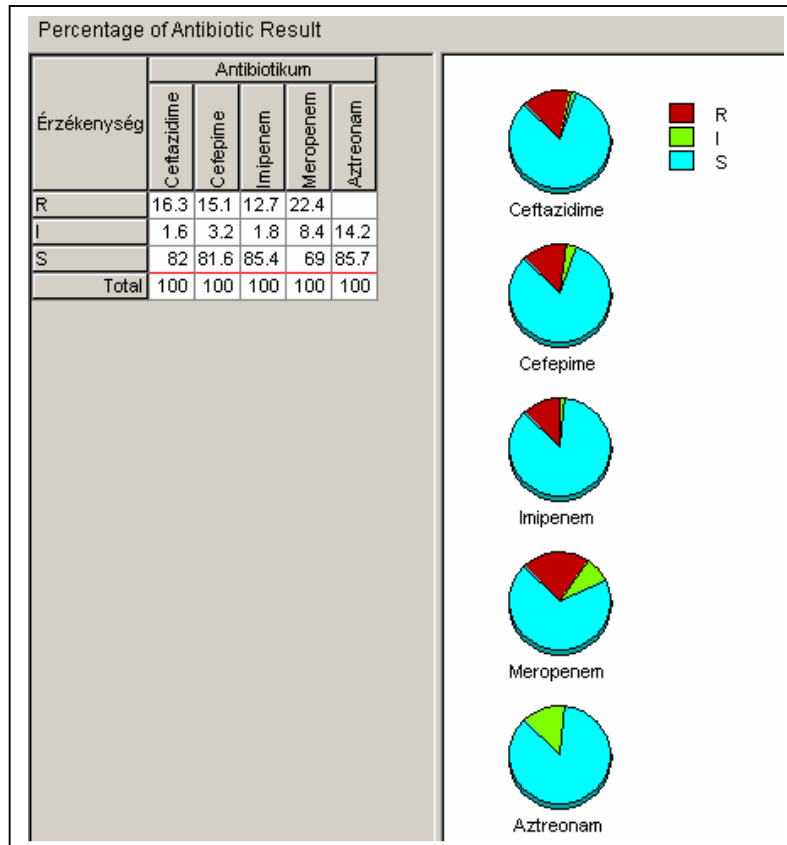 Percentage of Antibiotic Result
Érzékenység
Antibiotikum
Ceftazidime Cefepime Imipenem Meropenem Aztreonam
R 16.3 15.1 12.7 22.4
I 1.6 3.2 1.8 8.4 14.2
S 82 81.6 85.4 69 85.7
Total 100 100 100 100 100
R
I
S
Ceftazidime
Cefepime
Imipenem
Meropenem
Aztreonam